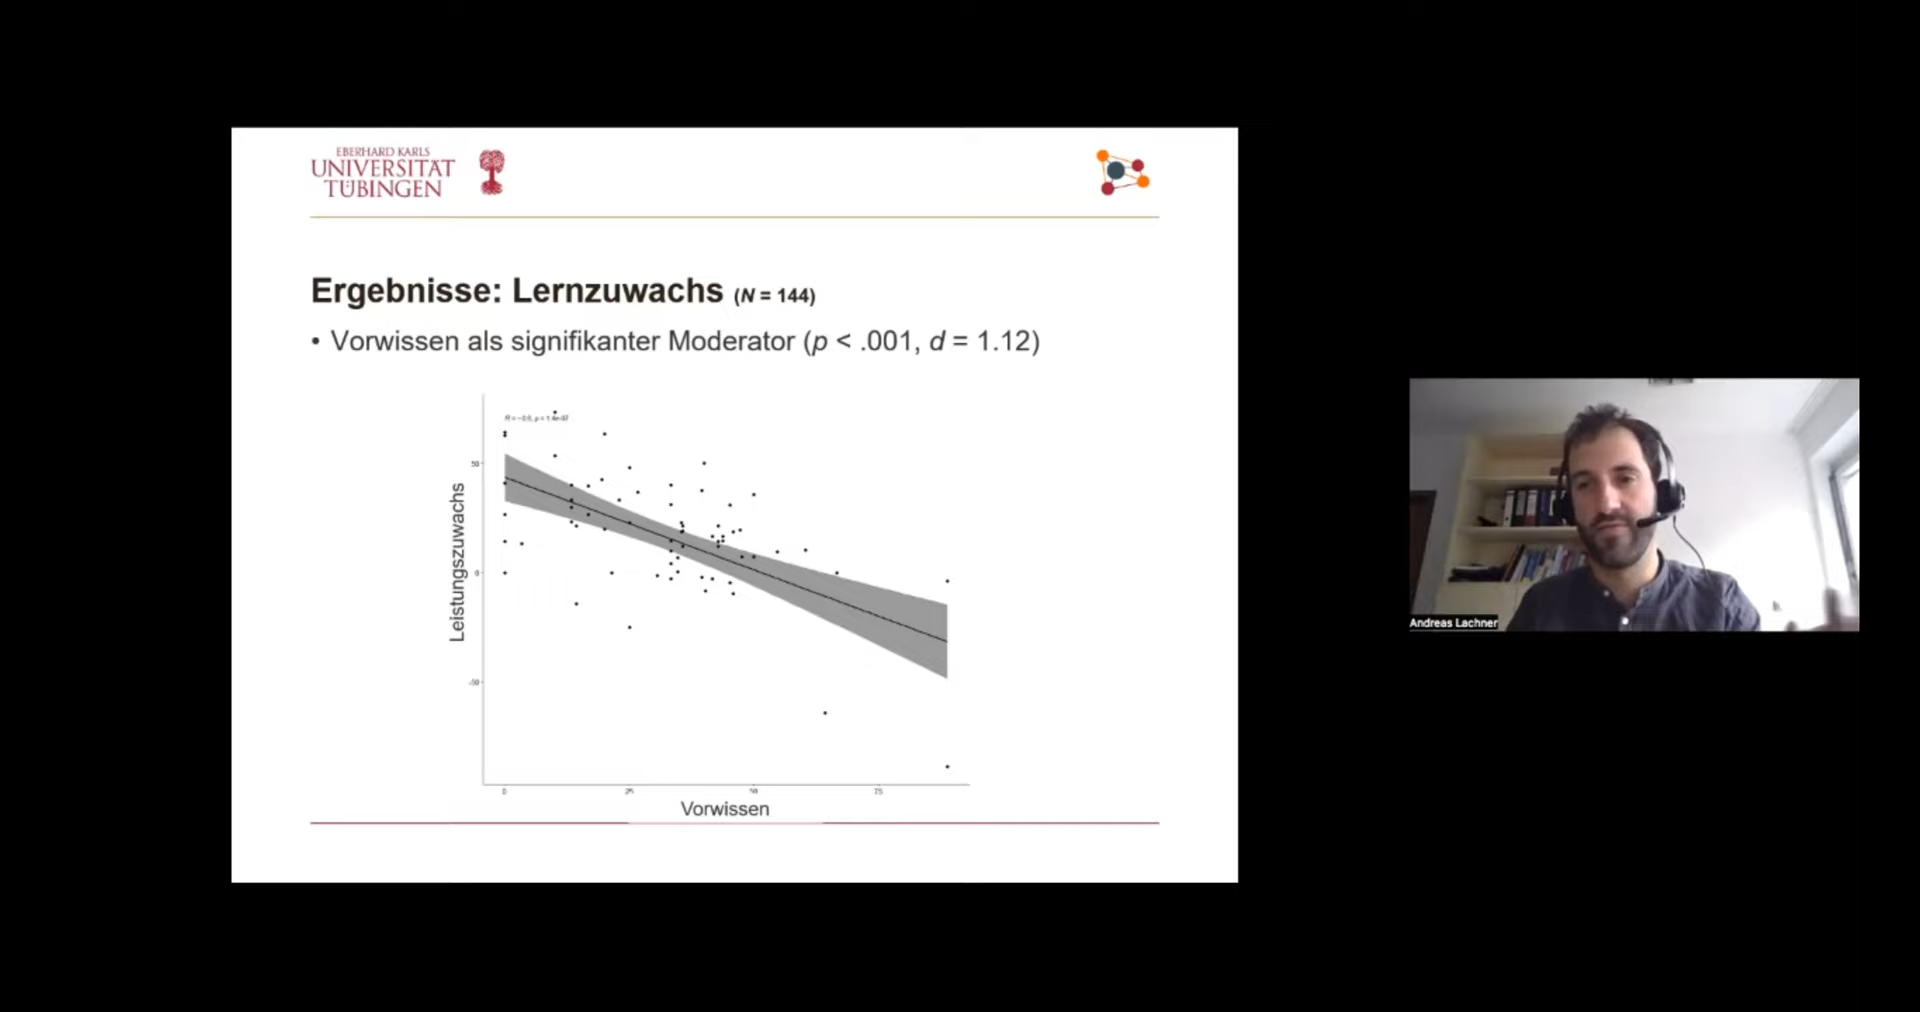 EBERHARD KARLS
UNIVERSITÄT
TÜBINGEN
Ergebnisse: Lernzuwachs (N = 144)
• Vorwissen als signifikanter Moderator (p < .001, d = 1.12)
Leistungszuwachs
50
0
-50
0 25 50 75
Vorwissen
Andreas Lachner